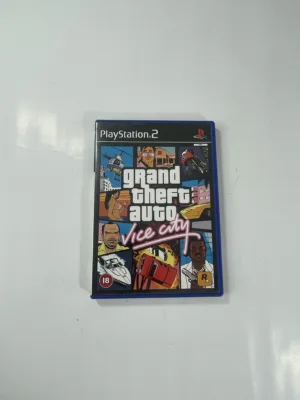 PlayStation 2
grand
theft
auto
Vice City
18
R